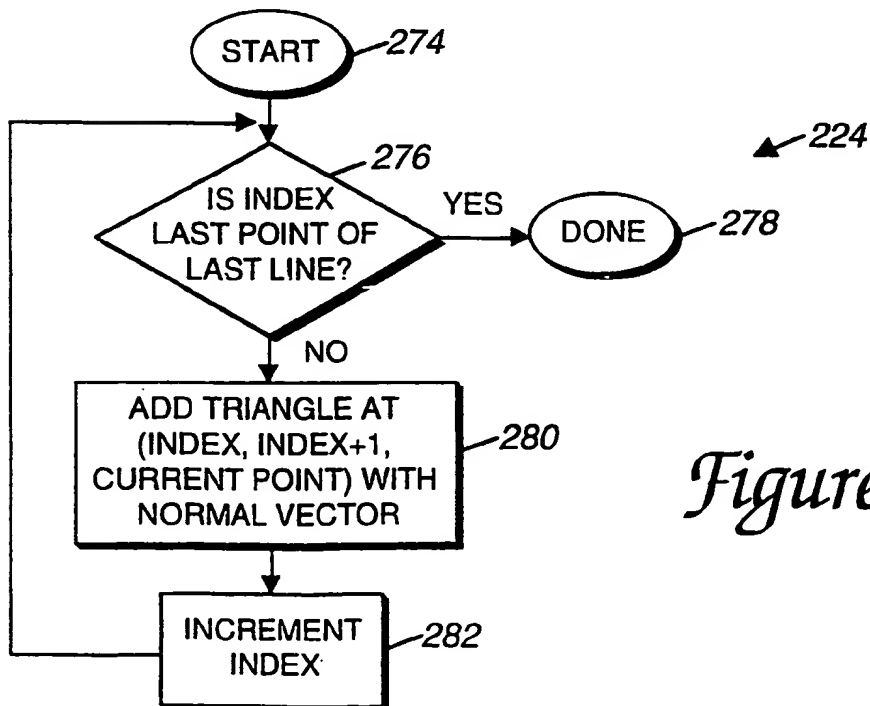 START
274
276
224
IS INDEX
LAST POINT OF
LAST LINE?
YES
DONE
278
NO
ADD TRIANGLE AT
(INDEX, INDEX+1,
CURRENT POINT) WITH
NORMAL VECTOR
280
Figure
INCREMENT
INDEX
282